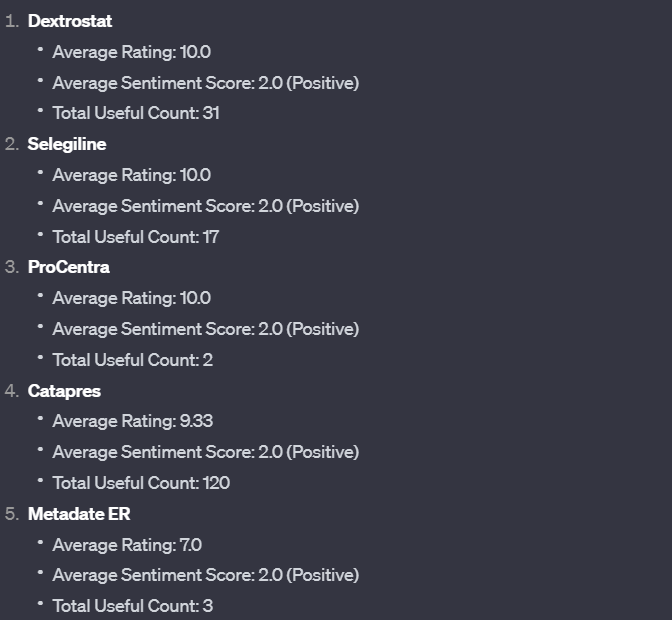 1. Dextrostat
• Average Rating: 10.0
• Average Sentiment Score: 2.0 (Positive)
• Total Useful Count: 31
2. Selegiline
• Average Rating: 10.0
• Average Sentiment Score: 2.0 (Positive)
• Total Useful Count: 17
3. ProCentra
• Average Rating: 10.0
• Average Sentiment Score: 2.0 (Positive)
• Total Useful Count: 2
4. Catapres
• Average Rating: 9.33
• Average Sentiment Score: 2.0 (Positive)
• Total Useful Count: 120
5. Metadate ER
• Average Rating: 7.0
• Average Sentiment Score: 2.0 (Positive)
• Total Useful Count: 3